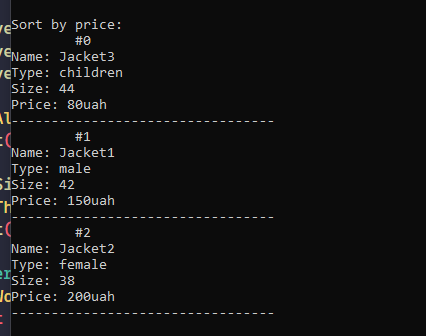 Sort by price:
#0
Name: Jacket3
Type: children
Size: 44
Price: 80uah
---------------------------------
#1
Name: Jacket1
Type: male
Size: 42
Price: 150uah
---------------------------------
#2
Name: Jacket2
Type: female
Size: 38
Price: 200uah
---------------------------------